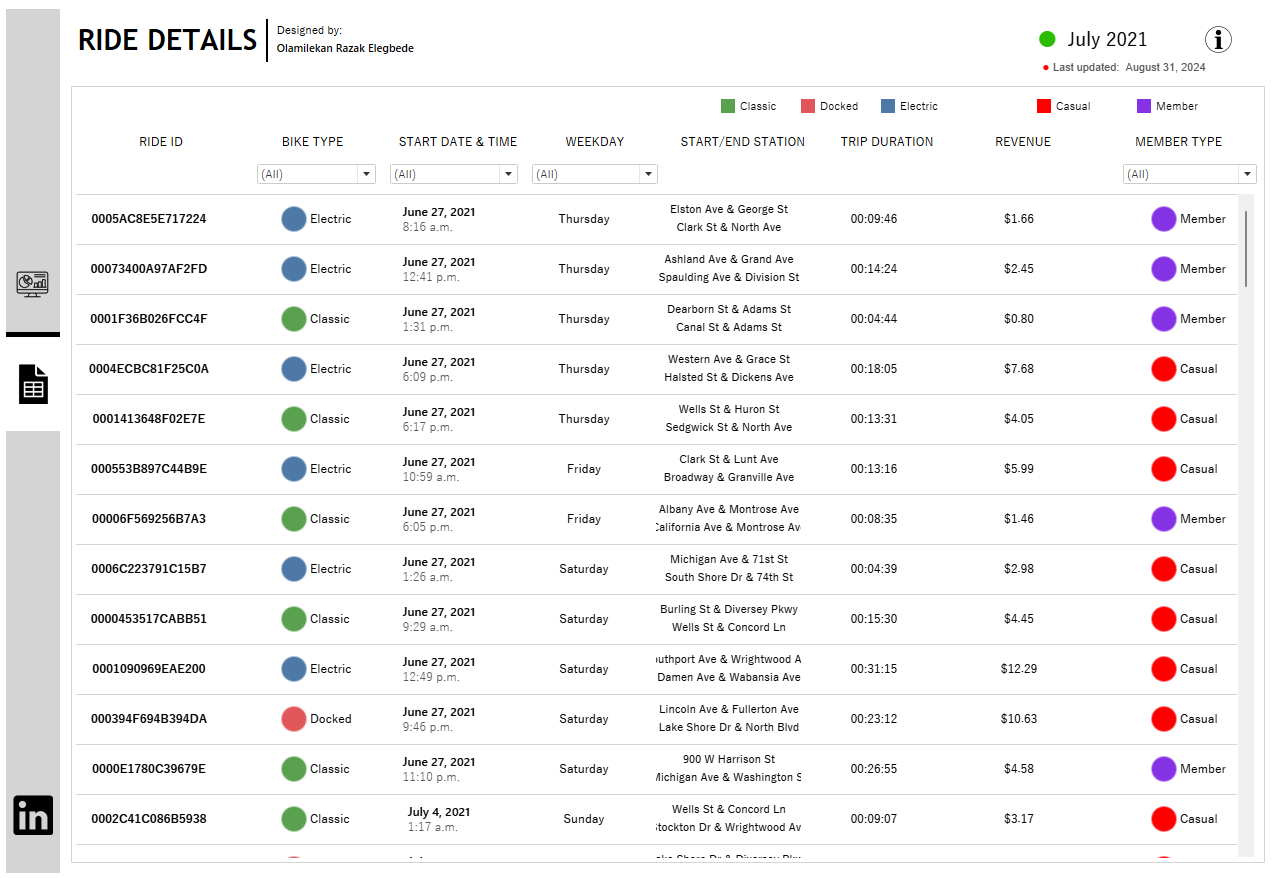 RIDE DETAILS
Designed by:
Olamilekan Razak Elegbede
July 2021
Last updated: August 31, 2024
Classic Docked Electric Casual Member
RIDE ID BIKE TYPE START DATE & TIME WEEKDAY START/END STATION TRIP DURATION REVENUE MEMBER TYPE
(All) (All) (All) (All)
0005AC8E5E717224 Electric June 27, 2021 Thursday Elston Ave & George St 00:09:46 $1.66 Member
8:16 a.m. Clark St & North Ave
00073400A97AF2FD Electric June 27, 2021 Thursday Ashland Ave & Grand Ave 00:14:24 $2.45 Member
12:41 p.m. Spaulding Ave & Division St
0001F36B026FCC4F Classic June 27, 2021 Thursday Dearborn St & Adams St 00:04:44 $0.80 Member
1:31 p.m. Canal St & Adams St
0004ECBC81F25C0A Electric June 27, 2021 Thursday Western Ave & Grace St 00:18:05 $7.68 Casual
6:09 p.m. Halsted St & Dickens Ave
0001413648F02E7E Classic June 27, 2021 Thursday Wells St & Huron St 00:13:31 $4.05 Casual
6:17 p.m. Sedgwick St & North Ave
000553B897C44B9E Electric June 27, 2021 Friday Clark St & Lunt Ave 00:13:16 $5.99 Casual
10:59 a.m. Broadway & Granville Ave
00006F569256B7A3 Classic June 27, 2021 Friday Albany Ave & Montrose Ave 00:08:35 $1.46 Member
6:05 p.m. California Ave & Montrose Av
0006C223791C15B7 Electric June 27, 2021 Saturday Michigan Ave & 71st St 00:04:39 $2.98 Casual
1:26 a.m. South Shore Dr & 74th St
0000453517CABB51 Classic June 27, 2021 Saturday Burling St & Diversey Pkwy 00:15:30 $4.45 Casual
9:29 a.m. Wells St & Concord Ln
0001090969EAE200 Electric June 27, 2021 Saturday outhport Ave & Wrightwood A 00:31:15 $12.29 Casual
12:49 p.m. Damen Ave & Wabansia Ave
000394F694B394DA Docked June 27, 2021 Saturday Lincoln Ave & Fullerton Ave 00:23:12 $10.63 Casual
9:46 p.m. Lake Shore Dr & North Blvd
0000E1780C39679E Classic June 27, 2021 Saturday 900 W Harrison St 00:26:55 $4.58 Member
11:10 p.m. Michigan Ave & Washington S
0002C41C086B5938 Classic July 4, 2021 Sunday Wells St & Concord Ln 00:09:07 $3.17 Casual
1:17 a.m. tockton Dr & Wrightwood Av
in